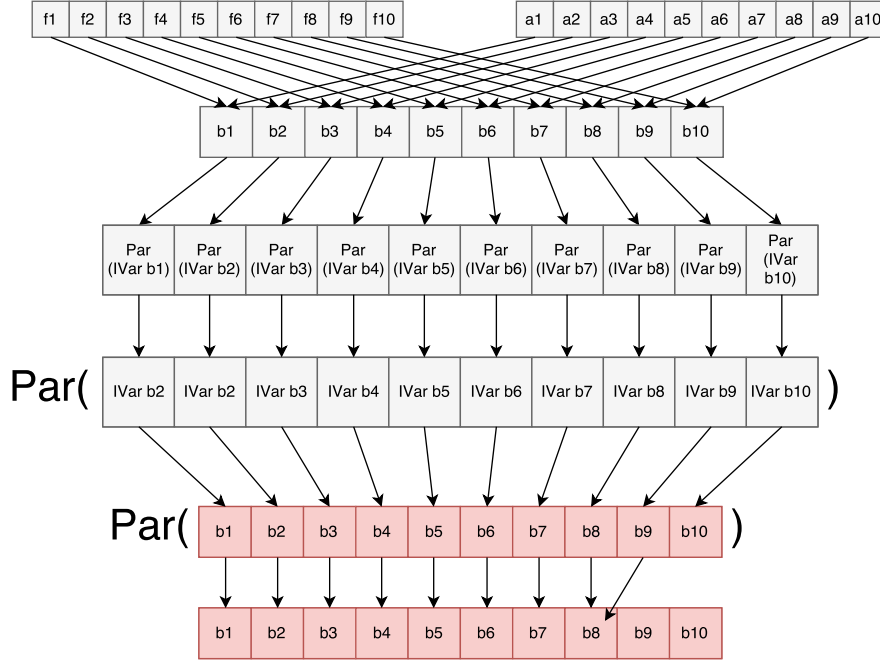 f1 f2 f3 f4 f5 f6 f7 f8 f9 f10 a1 a2 a3 a4 a5 a6 a7 a8 a9 a10
b1 b2 b3 b4 b5 b6 b7 b8 b9 b10
Par Par Par Par Par Par Par Par Par Par
(IVar b1) (IVar b2) (IVar b3) (IVar b4) (IVar b5) (IVar b6) (IVar b7) (IVar b8) (IVar b9) (IVar
b10)
Par( IVar b2 IVar b2 IVar b3 IVar b4 IVar b5 IVar b6 IVar b7 IVar b8 IVar b9 IVar b10 )
Par( b1 b2 b3 b4 b5 b6 b7 b8 b9 b10 )
b1 b2 b3 b4 b5 b6 b7 b8 b9 b10